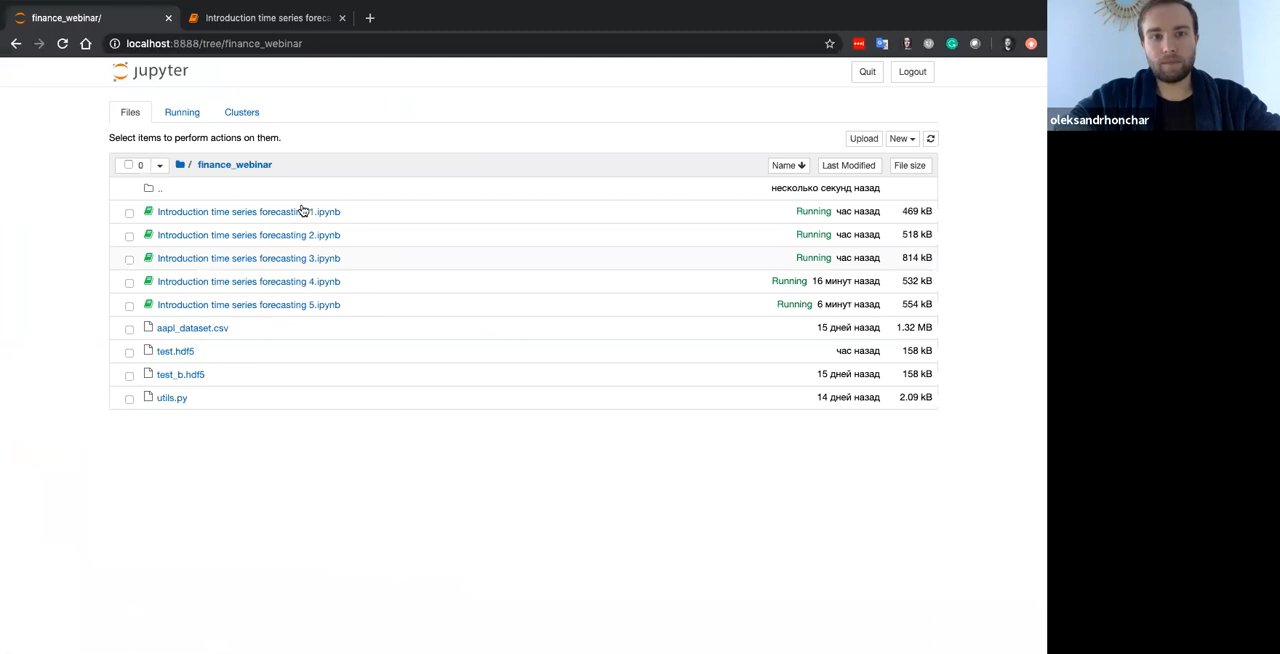 finance_webinar/
Introduction time series foreca
localhost:8888/tree/finance_webinar
oleksandrhonchar
jupyter
Quit
Logout
Files
Running
Clusters
Select items to perform actions on them.
Upload
New
0
/ finance_webinar
Name
Last Modified
File size
..
несколько секунд назад
Introduction time series forecasting 1.ipynb
Running час назад
469 kB
Introduction time series forecasting 2.ipynb
Running час назад
518 kB
Introduction time series forecasting 3.ipynb
Running час назад
814 kB
Introduction time series forecasting 4.ipynb
Running 16 минут назад
532 kB
Introduction time series forecasting 5.ipynb
Running 6 минут назад
554 kB
aapl_dataset.csv
15 дней назад
1.32 MB
test.hdf5
час назад
158 kB
test_b.hdf5
15 дней назад
158 kB
utils.py
14 дней назад
2.09 kB